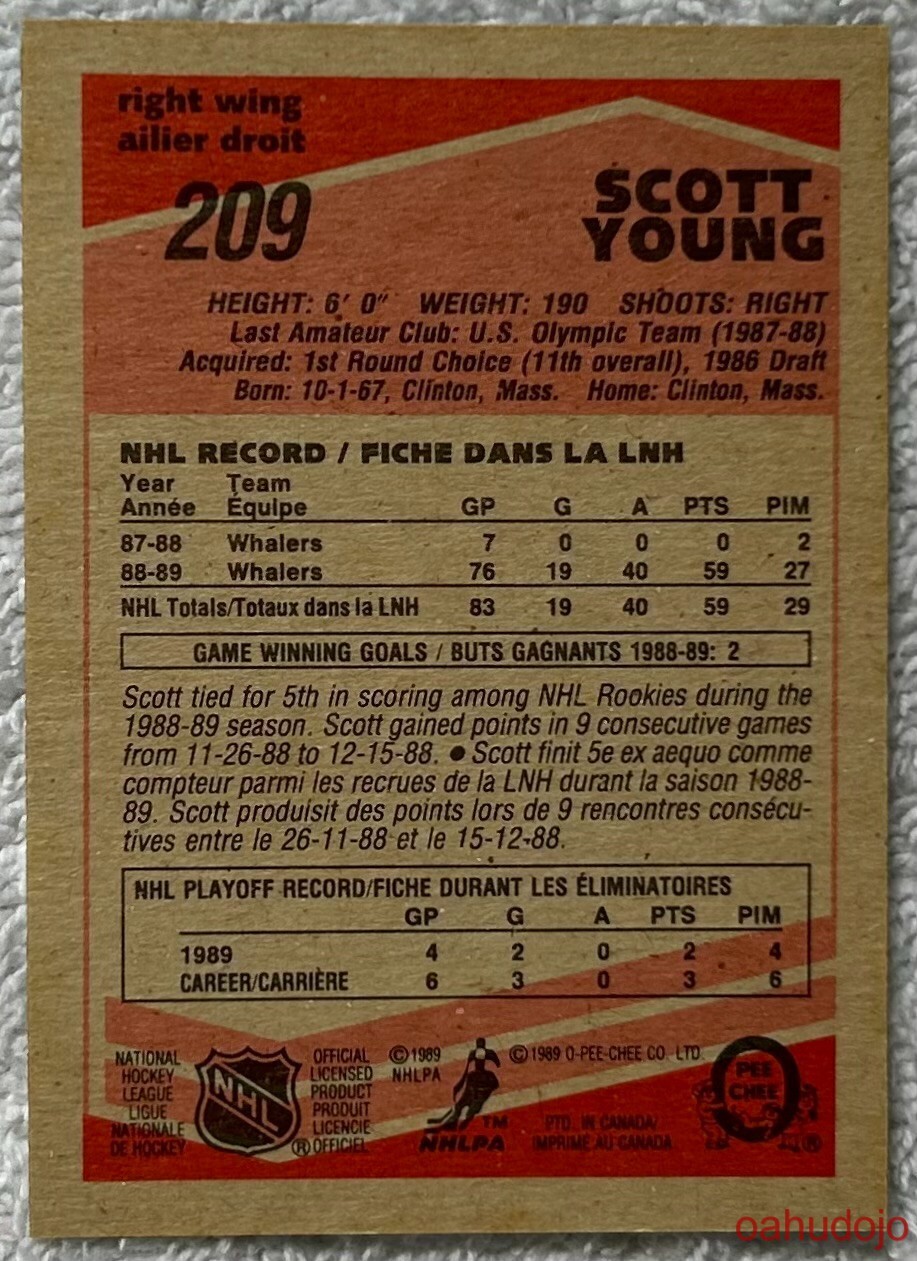 right wing
ailier droit
209
SCOTT
YOUNG
HEIGHT: 6' 0" WEIGHT: 190 SHOOTS: RIGHT
Last Amateur Club: U.S. Olympic Team (1987-88)
Acquired: 1st Round Choice (11th overall), 1986 Draft
Born: 10-1-67, Clinton, Mass. Home: Clinton, Mass.
NHL RECORD / FICHE DANS LA LNH
Year Team
Année Équipe GP G A PTS PIM
87-88 Whalers 7 0 0 0 2
88-89 Whalers 76 19 40 59 27
NHL Totals/Totaux dans la LNH 83 19 40 59 29
GAME WINNING GOALS / BUTS GAGNANTS 1988-89: 2
Scott tied for 5th in scoring among NHL Rookies during the
1988-89 season. Scott gained points in 9 consecutive games
from 11-26-88 to 12-15-88. ● Scott finit 5e ex aequo comme
compteur parmi les recrues de la LNH durant la saison 1988-
89. Scott produisit des points lors de 9 rencontres consécu-
tives entre le 26-11-88 et le 15-12-88.
NHL PLAYOFF RECORD/FICHE DURANT LES ÉLIMINATOIRES
GP G A PTS PIM
1989 4 2 0 2 4
CAREER/CARRIÈRE 6 3 0 3 6
NATIONAL
HOCKEY
LEAGUE
LIGUE
NATIONALE
DE HOCKEY
NHL
OFFICIAL
LICENSED
PRODUCT
PRODUIT
LICENCIE
® OFFICIEL
©1989
NHLPA
TM
NHLPA
©1989 O-PEE-CHEE CO. LTD.
PTD. IN CANADA/
IMPRIMÉ AU CANADA
O
PEE
CHEE
®
oahudojo